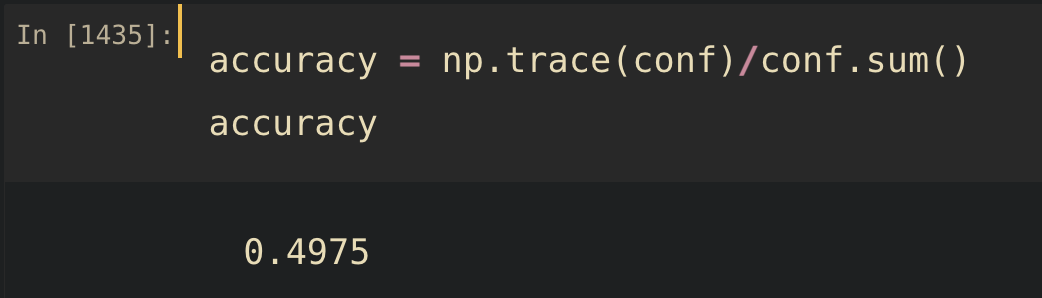 In [1435]:
accuracy = np.trace(conf)/conf.sum()
accuracy
0.4975